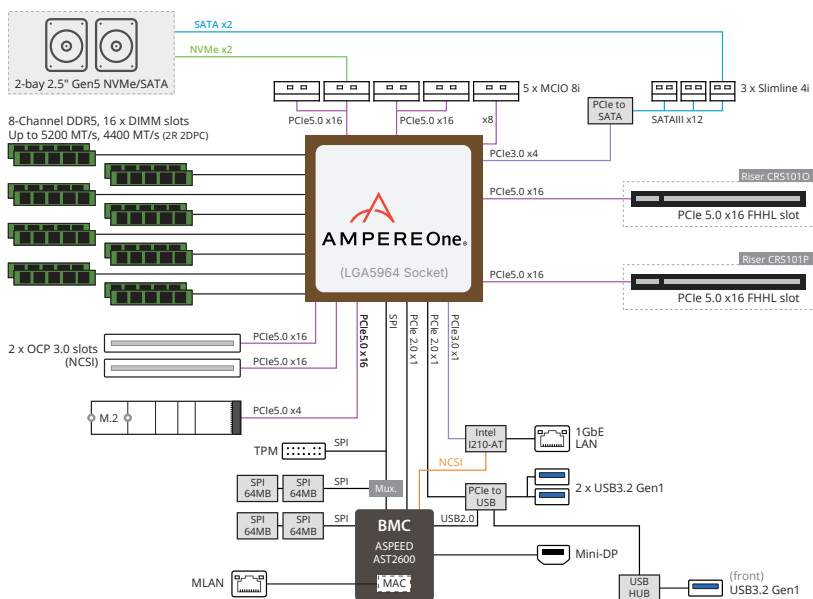 SATA x2
NVMe x2
2-bay 2.5" Gen5 NVMe/SATA
5 x MCIO 8i
3 x Slimline 4i
PCIe to
SATA
PCIe5.0 x16
PCIe5.0 x16
x8
SATAIII x12
8-Channel DDR5, 16 x DIMM slots
Up to 5200 MT/s, 4400 MT/s (2R 2DPC)
PCIe3.0 x4
Riser CRS101O
PCIe5.0 x16
PCIe 5.0 x16 FHHL slot
AMPEREOne®
(LGA5964 Socket)
Riser CRS101P
PCIe5.0 x16
PCIe 5.0 x16 FHHL slot
2 x OCP 3.0 slots
(NCSI)
PCIe5.0 x16
PCIe5.0 x16
PCIe5.0 x16
SPI
PCIe 2.0 x1
PCIe 2.0 x1
PCIe3.0 x1
M.2
PCIe5.0 x4
TPM
SPI
Intel
I210-AT
1GbE
LAN
NCSI
SPI
64MB
SPI
64MB
SPI
Mux.
PCIe to
USB
2 x USB3.2 Gen1
SPI
64MB
SPI
64MB
SPI
USB2.0
BMC
ASPEED
AST2600
Mini-DP
MLAN
MAC
USB
HUB
(front)
USB3.2 Gen1